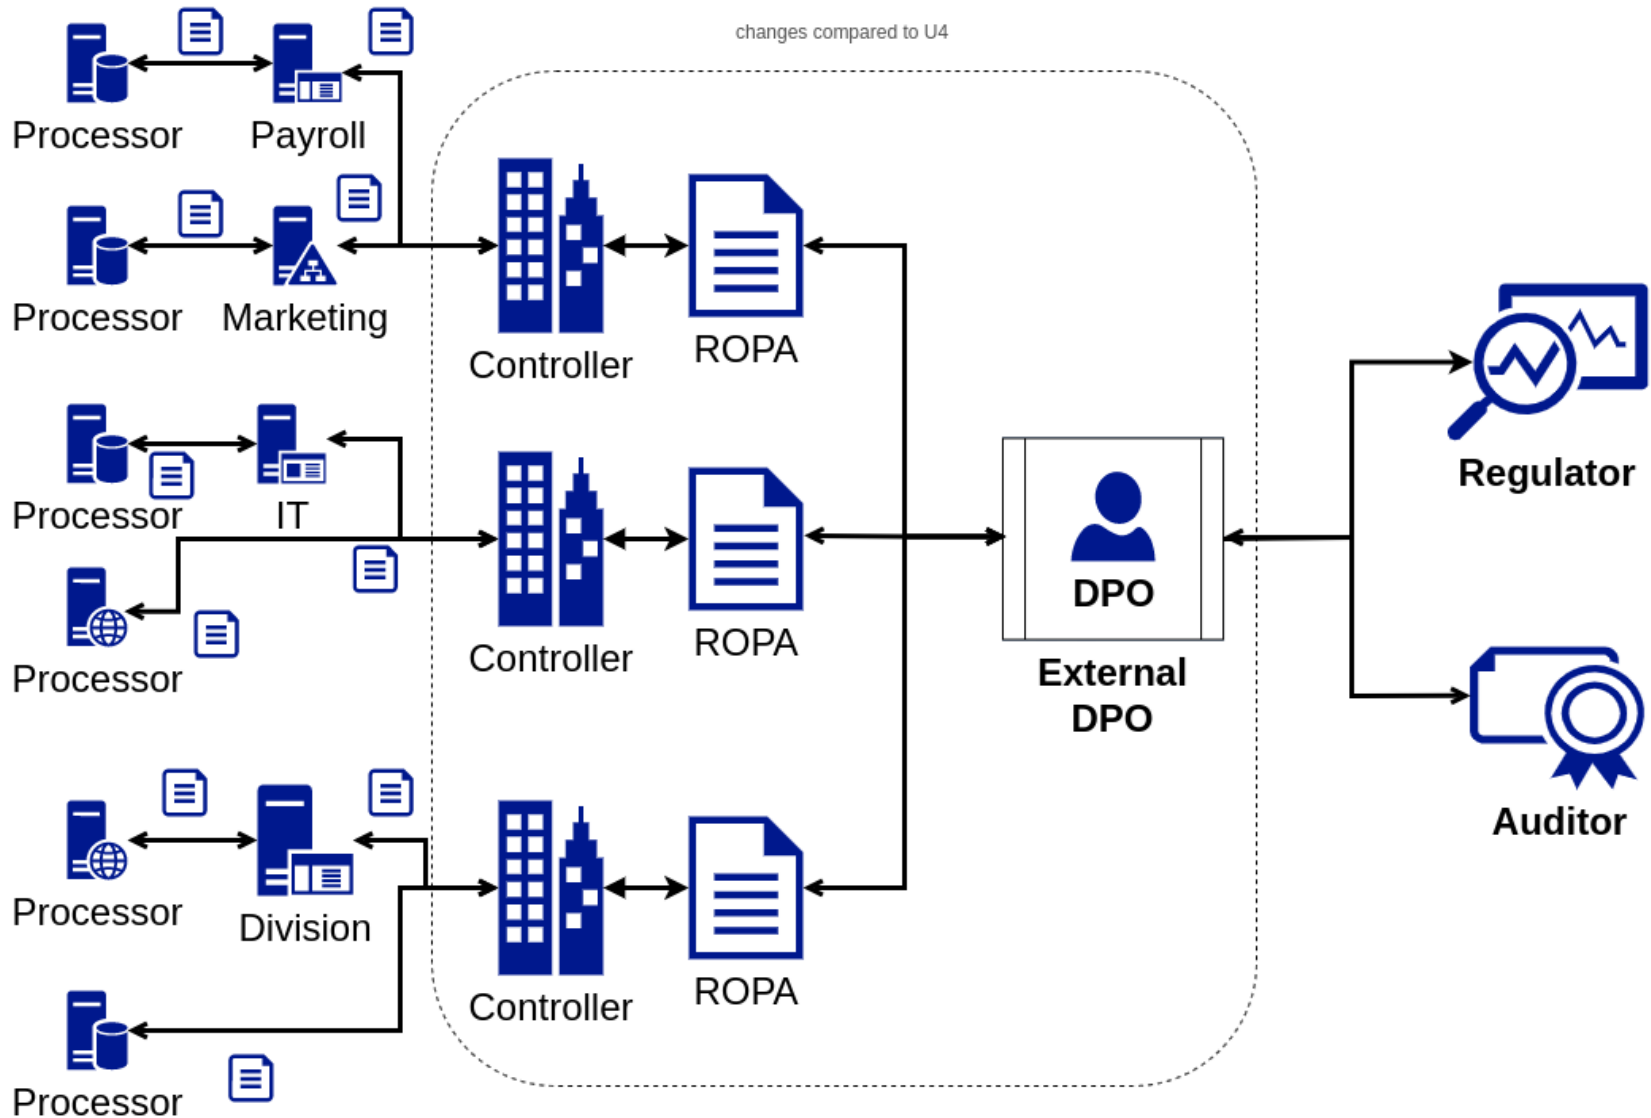 changes compared to U4
Processor
Payroll
Processor
Marketing
Controller
ROPA
Processor
IT
Processor
Controller
ROPA
DPO
External
DPO
Regulator
Auditor
Processor
Division
Controller
ROPA
Processor